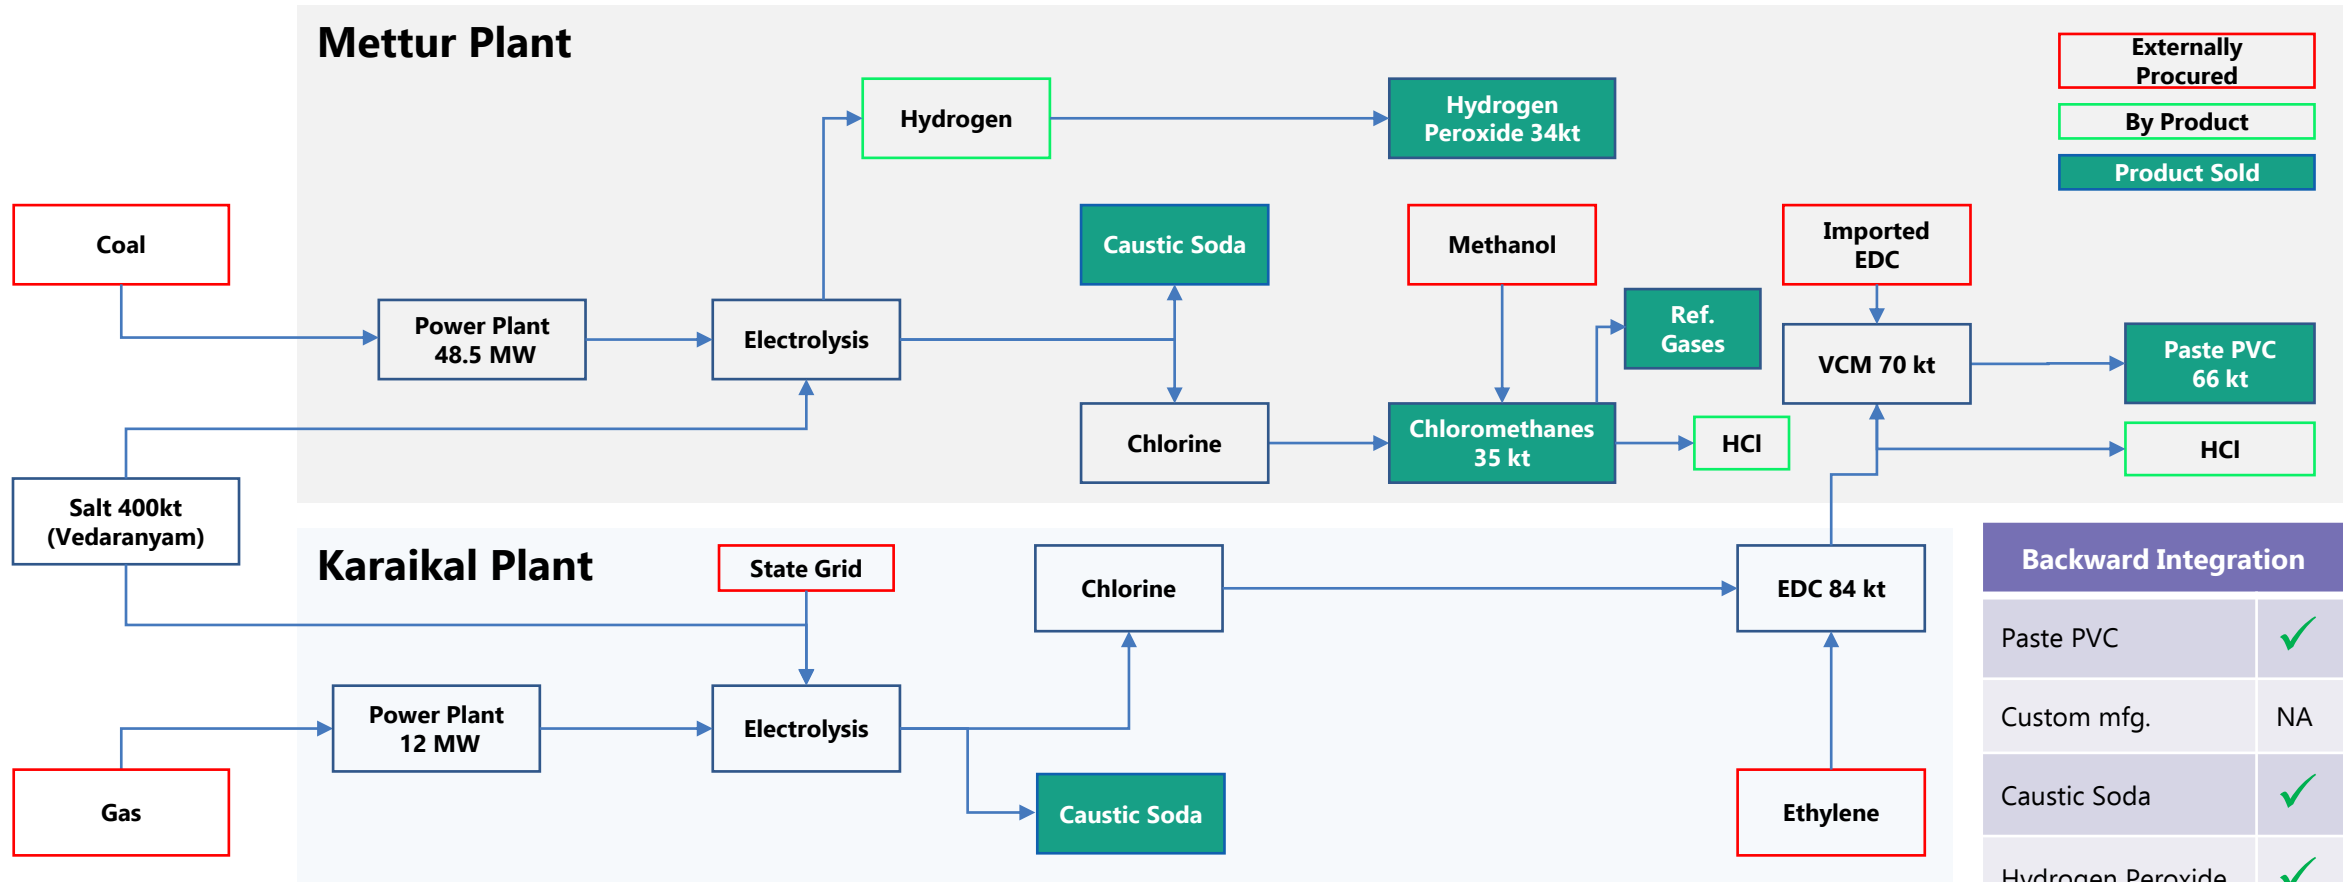 Mettur Plant
Externally
Procured
By Product
Product Sold
Hydrogen
Hydrogen
Peroxide 34kt
Coal
Caustic Soda
Methanol
Imported
EDC
Power Plant
48.5 MW
Electrolysis
Ref.
Gases
VCM 70 kt
Paste PVC
66 kt
Chlorine
Chloromethanes
35 kt
HCl
HCl
Salt 400kt
(Vedaranyam)
Karaikal Plant
State Grid
Chlorine
EDC 84 kt
Power Plant
12 MW
Electrolysis
Gas
Caustic Soda
Ethylene
Backward Integration
Paste PVC
Custom mfg.
NA
Caustic Soda
Hydrogen Peroxide